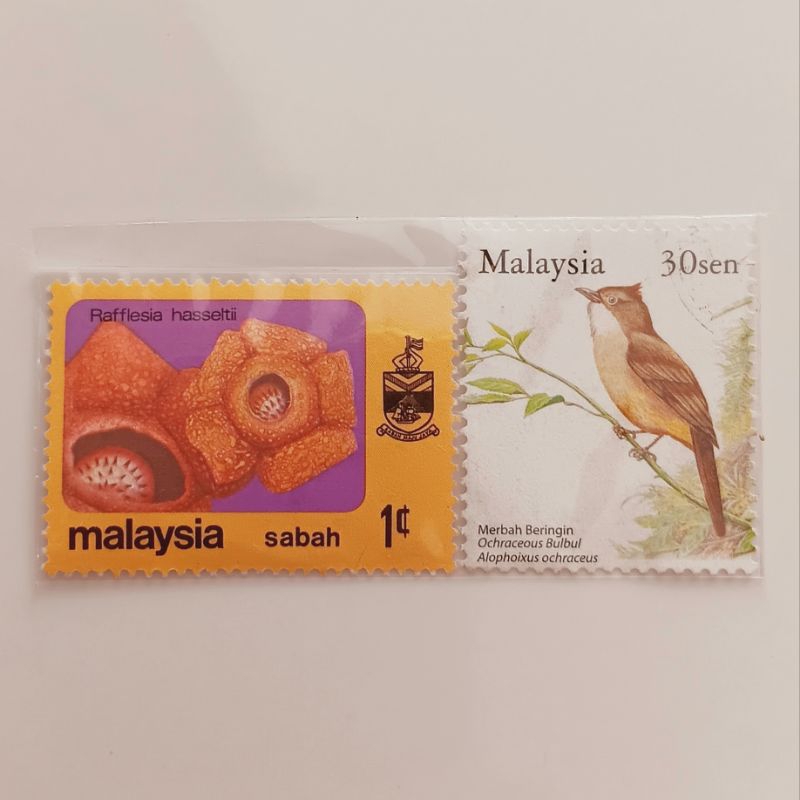 Rafflesia hasseltii
malaysia
sabah
1¢
Malaysia
30sen
Merbah Beringin
Ochraceous Bulbul
Alophoixus ochraceus